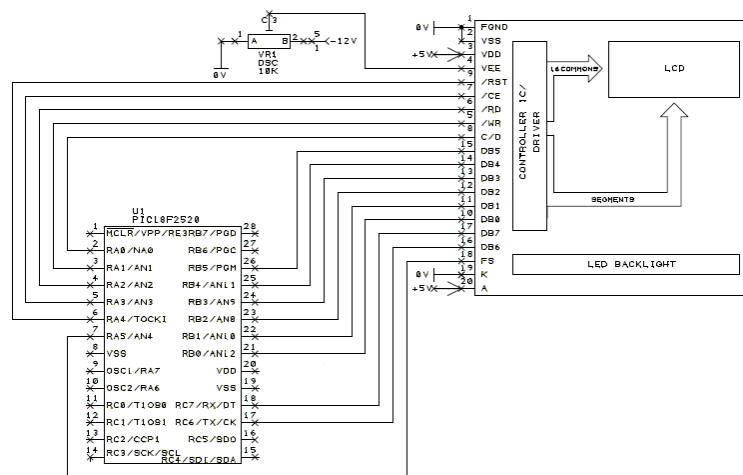 C 3
1 A B 2 5
1
-12V
0V
VR1
DSC
10K
0V
+5V
1 FGND
2 VSS
3 VDD
4 VEE
9 /RST
7 /CE
6 /RD
5 /WR
8 C/D
15 DB5
14 DB4
13 DB3
12 DB2
11 DB1
10 DB0
17 DB7
16 DB6
18 FS
19 K
20 A
0V
+5V
CONTROLLER IC/
DRIVER
16 COMMONS
LCD
SEGMENTS
LED BACKLIGHT
U1
PIC18F2520
1 MCLR/VPP/RE3 RB7/PGD 28
2 RA0/NA0 RB6/PGC 27
3 RA1/AN1 RB5/PGM 26
4 RA2/AN2 RB4/AN11 25
5 RA3/AN3 RB3/AN9 24
6 RA4/TOCKI RB2/AN8 23
7 RA5/AN4 RB1/AN10 22
8 VSS RB0/AN12 21
9 OSC1/RA7 VDD 20
10 OSC2/RA6 VSS 19
11 RC0/T1OS0 RC7/RX/DT 18
12 RC1/T1OS1 RC6/TX/CK 17
13 RC2/CCP1 RC5/SDO 16
14 RC3/SCK/SCL RC4/SDI/SDA 15